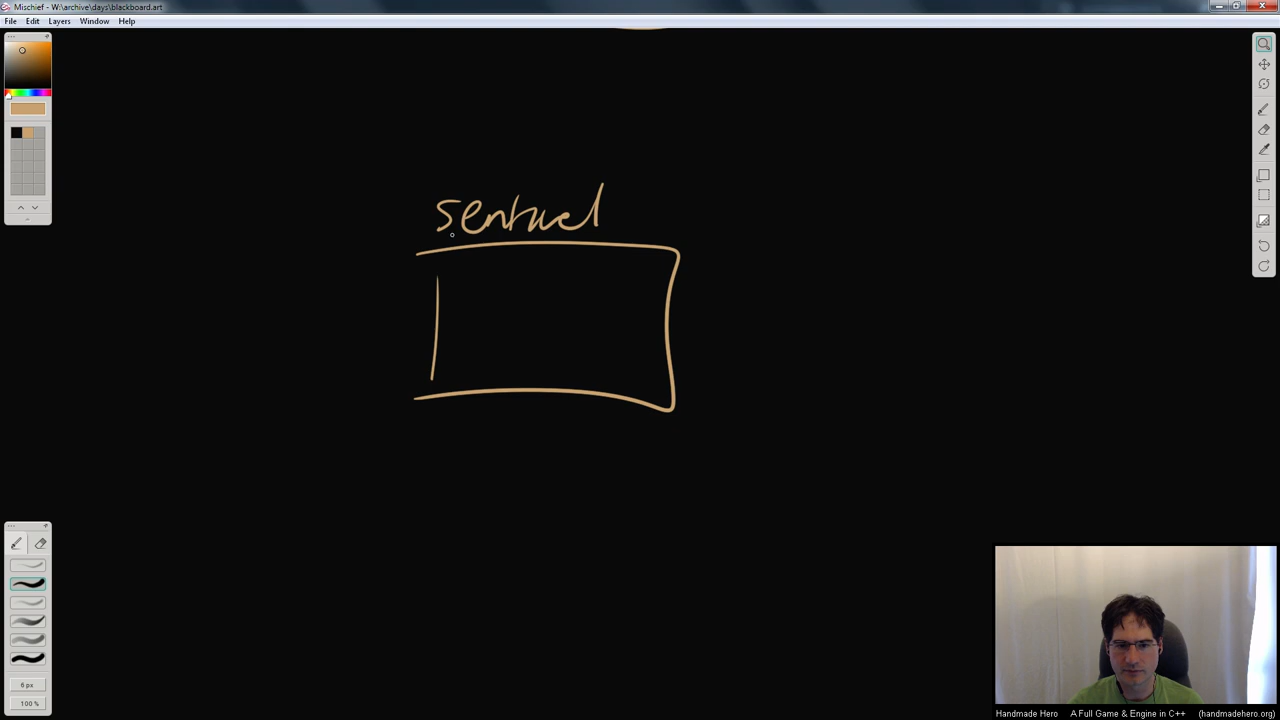 Mischief - W:\archive\days\blackboard.art
File Edit Layers Window Help
sentinel
6 px
100 %
Handmade Hero A Full Game & Engine in C++ (handmadehero.org)